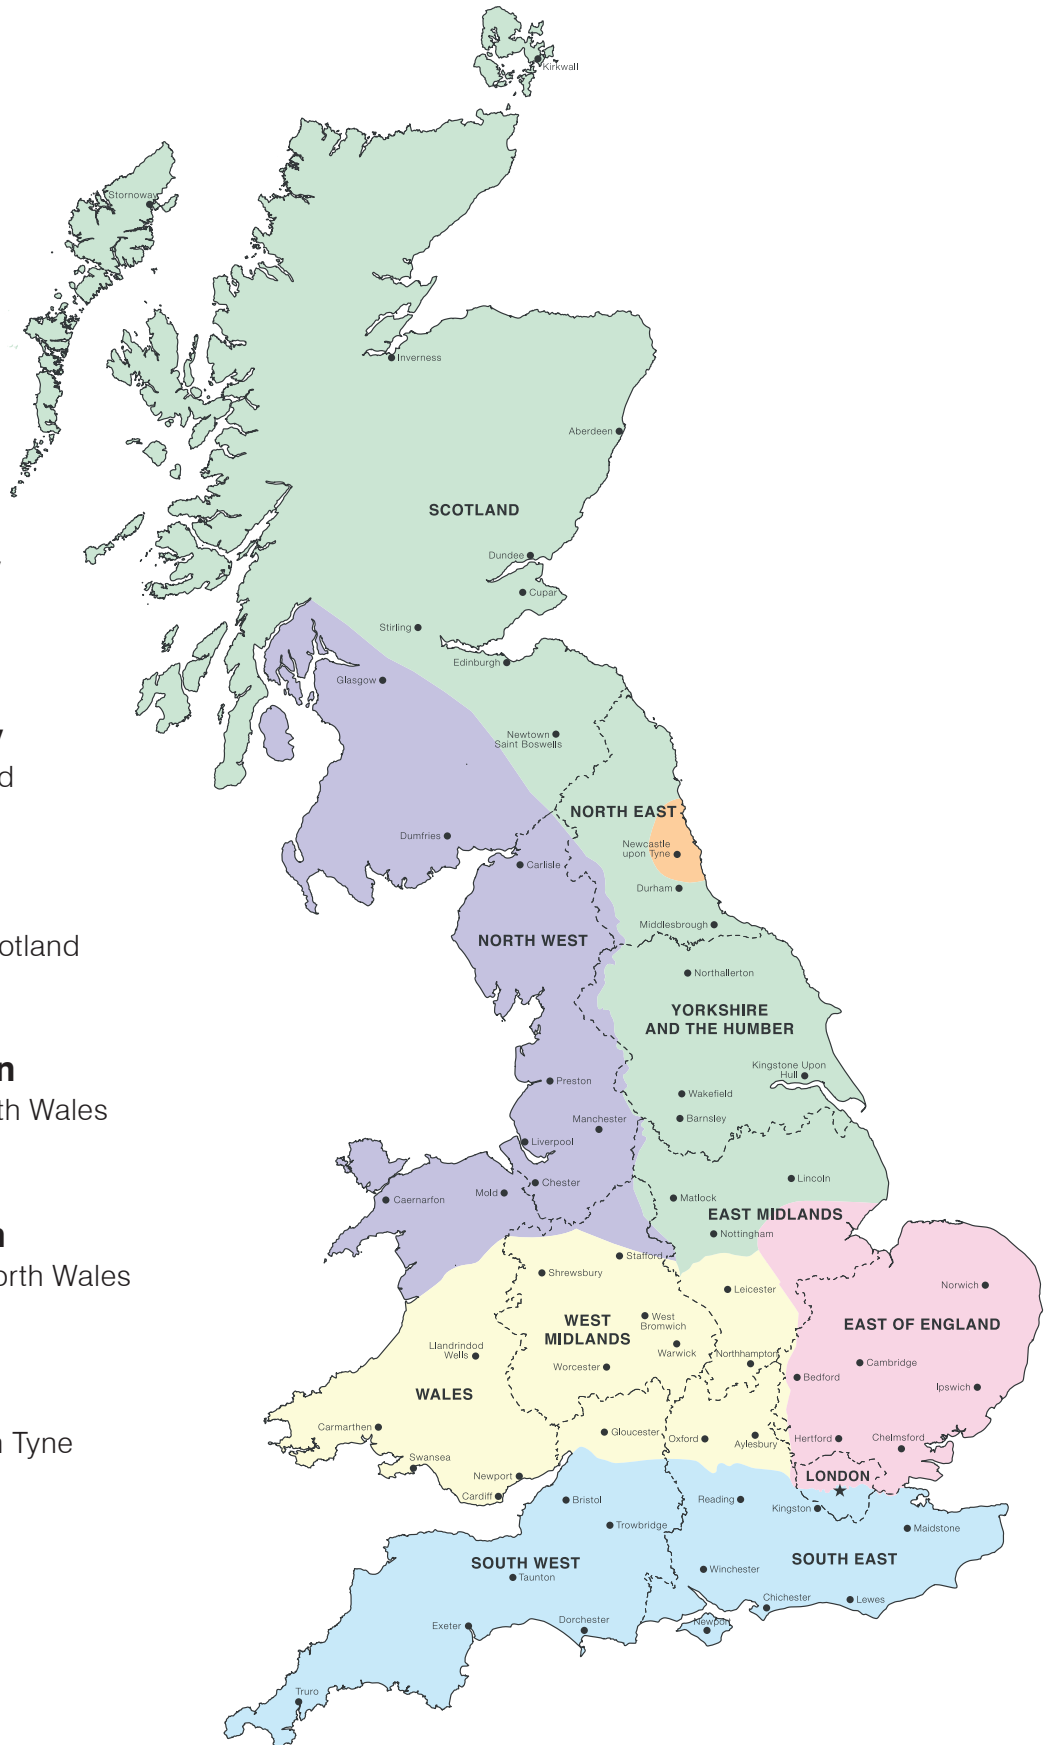 Kirkwall
Stornoway
Inverness
Aberdeen
SCOTLAND
Dundee
Cupar
Stirling
Edinburgh
Glasgow
Newtown
Saint Boswells
y
d
NORTH EAST
Newcastle
upon Tyne
Dumfries
Carlisle
Durham
Middlesbrough
NORTH WEST
otland
Northallerton
YORKSHIRE
AND THE HUMBER
n
Kingstone Upon
Hull
Preston
Wakefield
th Wales
Barnsley
Manchester
Liverpool
Chester
Mold
Caernarfon
Lincoln
Matlock
EAST MIDLANDS
Nottingham
n
orth Wales
Stafford
Shrewsbury
Leicester
Norwich
WEST
MIDLANDS
West
Bromwich
EAST OF ENGLAND
Llandrindod
Wells
Warwick
Worcester
Northhampton
Cambridge
Bedford
Ipswich
WALES
Carmarthen
Gloucester
Oxford
Aylesbury
Hertford
Chelmsford
n Tyne
Swansea
Newport
Cardiff
LONDON
Bristol
Reading
Kingston
Trowbridge
Maidstone
SOUTH WEST
SOUTH EAST
Taunton
Winchester
Chichester
Lewes
Exeter
Dorchester
Newport
Truro